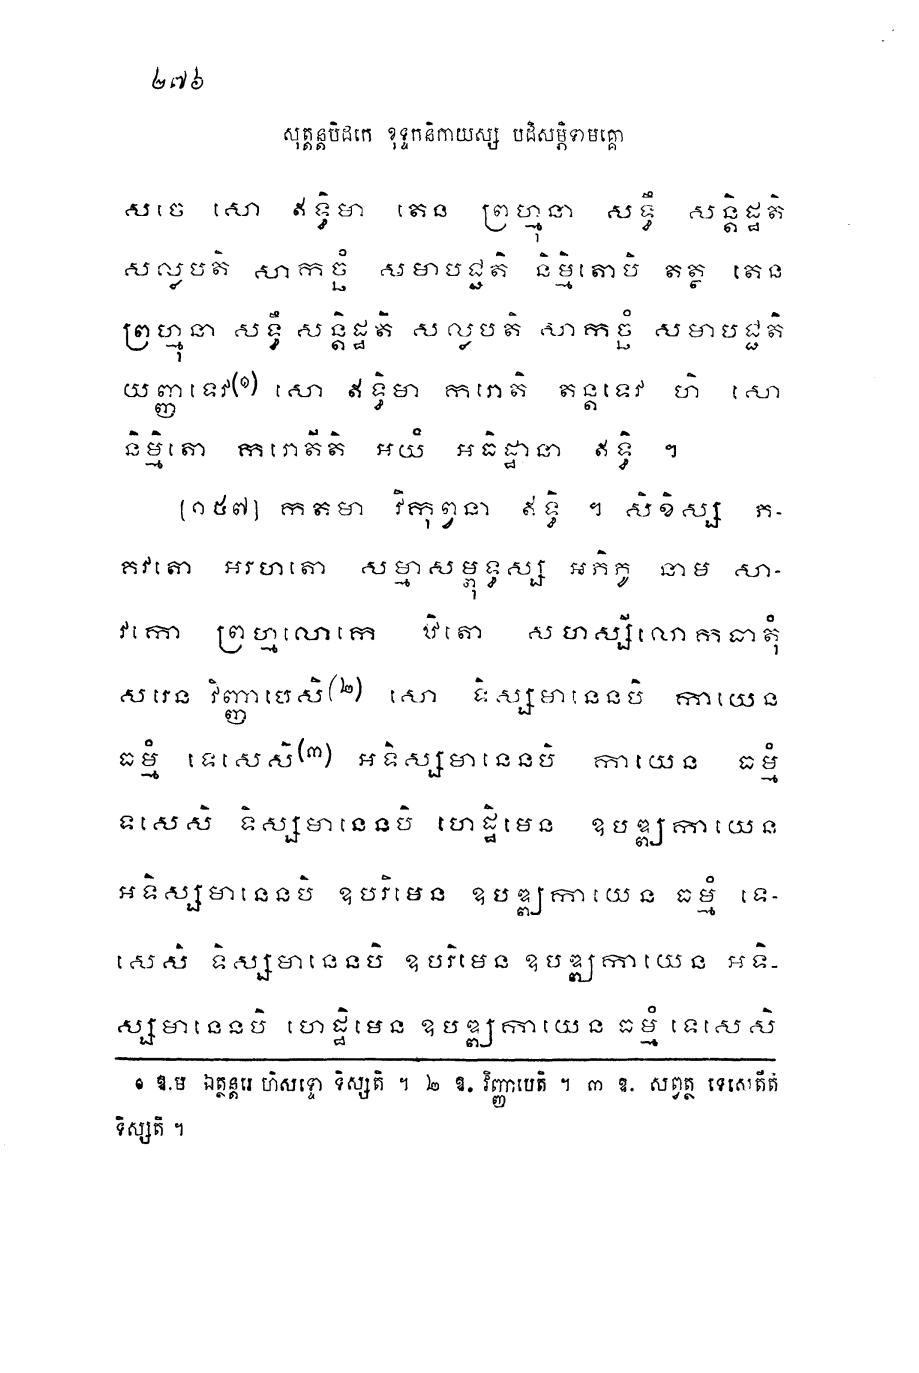 ២៧៦
សុត្តន្តបិដកេ ខុទ្ទកនិកាយស្ស បដិសម្ភិទាមគ្គោ
សចេ សោ ឥទ្ធិមា តេន ព្រហ្មុនា សទ្ធឹ សន្តិដ្ឋតិ
សល្លបតិ សាកច្ឆំ សមាបជ្ជតិ និម្មិតោបិ តត្ថ តេន
ព្រហ្មុនា សទ្ធឹ សន្តិដ្ឋតិ សល្លបតិ សាកច្ឆំ សមាបជ្ជតិ
យញ្ញទេវ(១) សោ ឥទ្ធិមា ករោតិ តន្តទេវ ហិ សោ
និម្មិតោ ករោតីតិ អយំ អធិដ្ឋានា ឥទ្ធិ ។
[១៥៧] កតមា វិកុព្វនា ឥទ្ធិ ។ សិខិស្ស ភ-
គវតោ អរហតោ សម្មាសម្ពុទ្ធស្ស អភិភូ នាម សា-
វកោ ព្រហ្មលោកេ ឋិតោ សហស្សីលោកធាតុំ
សរេន វិញ្ញាបេសិ(២) សោ ទិស្សមានេនបិ កាយេន
ធម្មំ ទេសេសិ(៣) អទិស្សមានេនបិ កាយេន ធម្មំ
ទេសេសិ ទិស្សមានេនបិ ហេដ្ឋិមេន ឧបឌ្ឍកាយេន
អទិស្សមានេនបិ ឧបរិមេន ឧបឌ្ឍកាយេន ធម្មំ ទេ-
សេសិ ទិស្សមានេនបិ ឧបរិមេន ឧបឌ្ឍកាយេន អទិ-
ស្សមានេនបិ ហេដ្ឋិមេន ឧបឌ្ឍកាយេន ធម្មំ ទេសេសិ
១ ឱ.ម ឯត្ថន្តរេ ហិសទ្ទោ ទិស្សតិ ។ ២ ឱ. វិញ្ញាបេតិ ។ ៣ ឱ. សព្វត្ថ ទេសេតីតិ
ទិស្សតិ ។